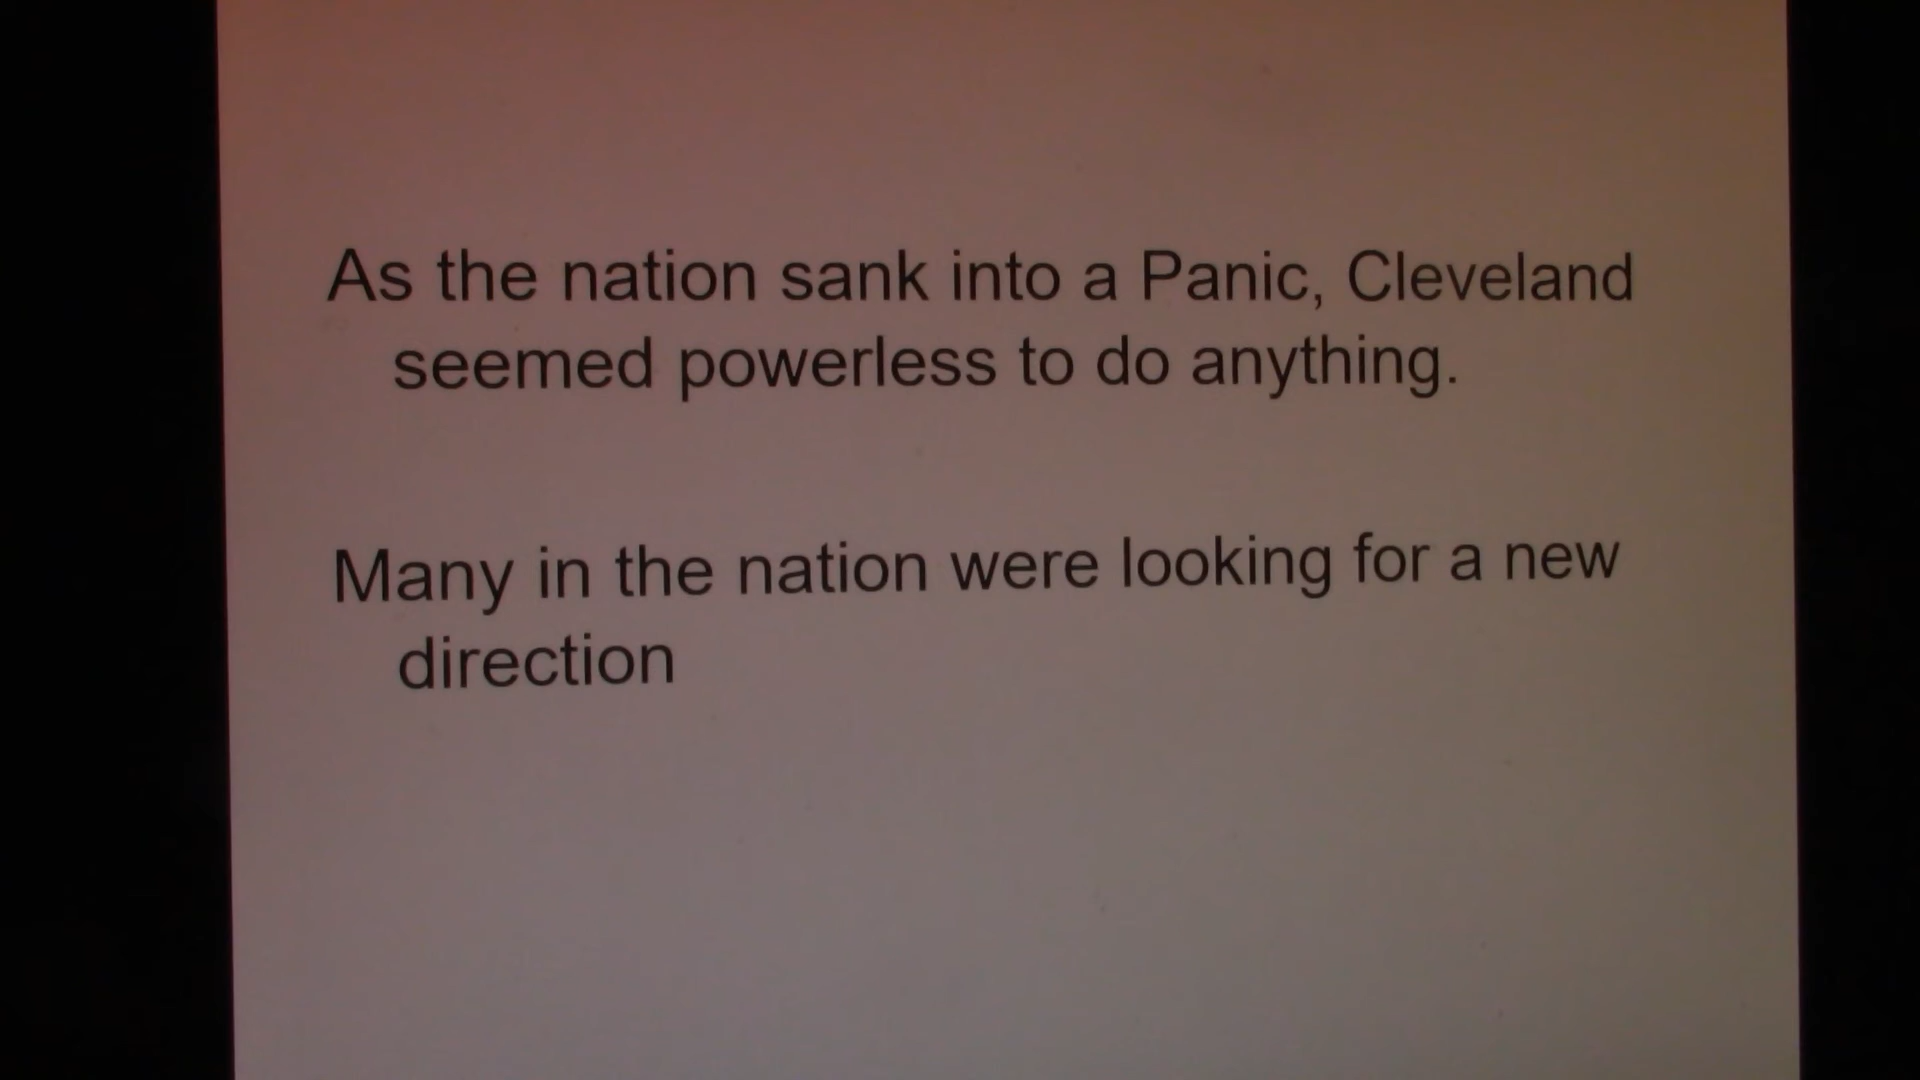 As the nation sank into a Panic, Cleveland
seemed powerless to do anything.
Many in the nation were looking for a new
direction